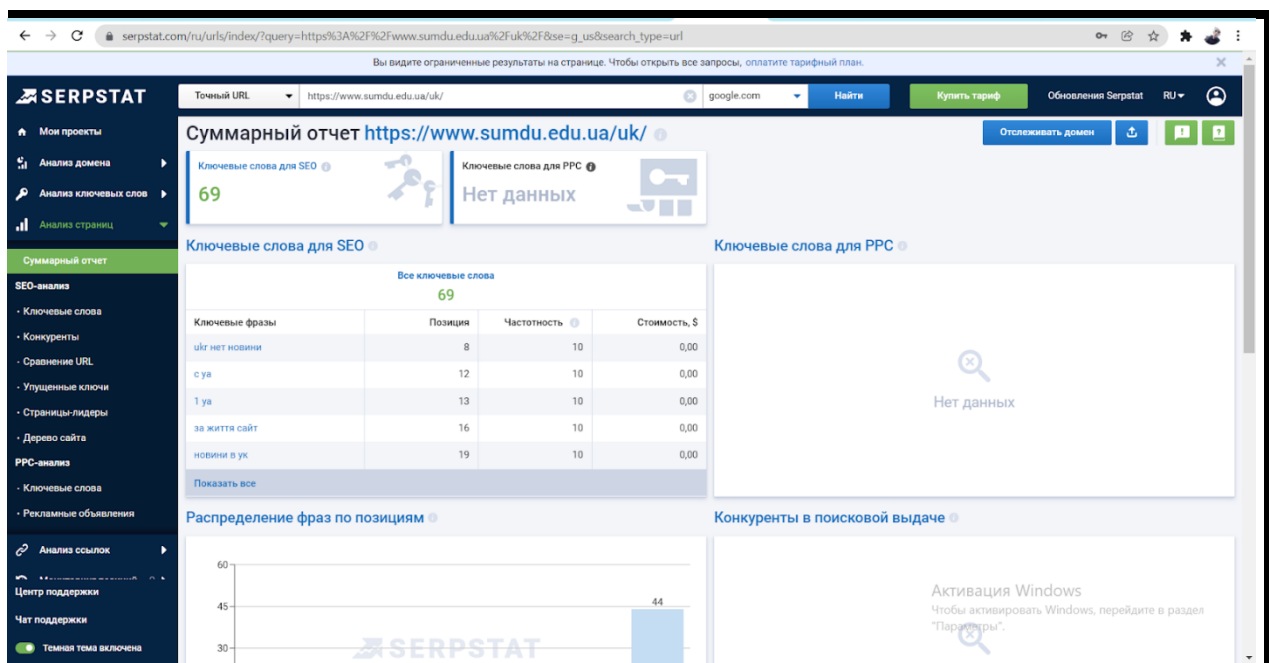 serpstat.com/ru/urls/index/?query=https%3A%2F%2Fwww.sumdu.edu.ua%2Fuk%2F&se=g_us&search_type=url
Вы видите ограниченные результаты на странице. Чтобы открыть все запросы, оплатите тарифный план.
SERPSTAT
Точный URL
https://www.sumdu.edu.ua/uk/
google.com
Найти
Купить тариф
Обновления Serpstat
RU
Мои проекты
Анализ домена
Анализ ключевых слов
Анализ страниц
Суммарный отчет
SEO-анализ
· Ключевые слова
· Конкуренты
· Сравнение URL
· Упущенные ключи
· Страницы-лидеры
· Дерево сайта
PPC-анализ
· Ключевые слова
· Рекламные объявления
Анализ ссылок
Центр поддержки
Чат поддержки
Темная тема включена
Суммарный отчет https://www.sumdu.edu.ua/uk/
Отслеживать домен
Ключевые слова для SEO
69
Ключевые слова для PPC
Нет данных
Ключевые слова для SEO
Все ключевые слова
69
Ключевые фразы Позиция Частотность Стоимость, $
ukr нет новини 8 10 0,00
c ya 12 10 0,00
1 ya 13 10 0,00
за життя сайт 16 10 0,00
новини в ук 19 10 0,00
Показать все
Ключевые слова для PPC
Нет данных
Распределение фраз по позициям
60
45
30
44
SERPSTAT
Конкуренты в поисковой выдаче
Активация Windows
Чтобы активировать Windows, перейдите в раздел
"Параметры".